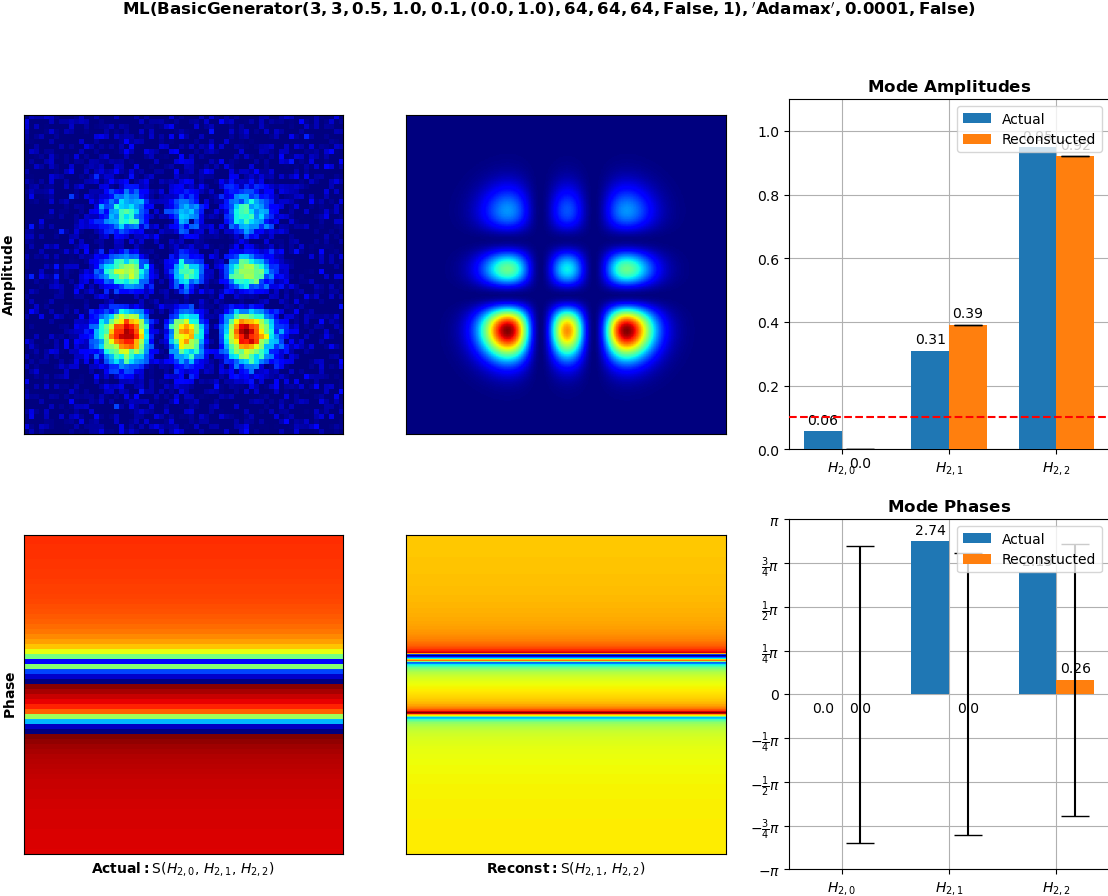 ML(BasicGenerator(3, 3, 0.5, 1.0, 0.1, (0.0, 1.0), 64, 64, 64, False, 1), ′Adamax′, 0.0001, False)
Amplitude
Mode Amplitudes
Actual
Reconstucted
1.0
0.8
0.6
0.4
0.2
0.0
0.92
0.39
0.31
0.06
0.0
H2,0
H2,1
H2,2
Phase
Actual: S(H2,0, H2,1, H2,2)
Reconst: S(H2,1, H2,2)
Mode Phases
Actual
Reconstucted
π
3/4π
1/2π
1/4π
0
−1/4π
−1/2π
−3/4π
−π
2.74
0.26
0.0
0.0
0.0
H2,0
H2,1
H2,2